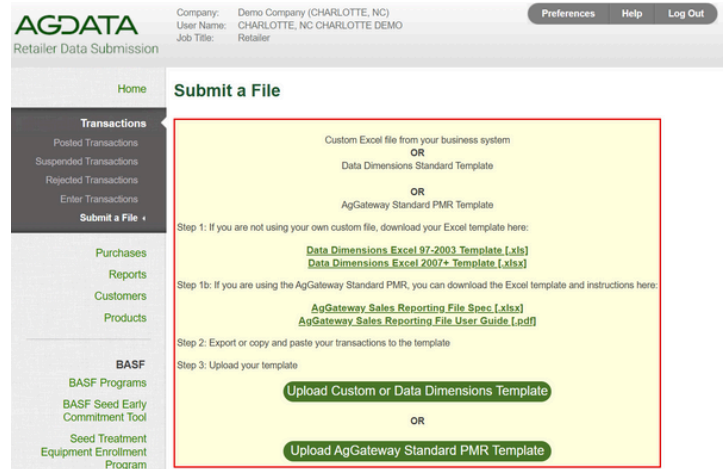 AGDATA
Retailer Data Submission
Company: Demo Company (CHARLOTTE, NC)
User Name: CHARLOTTE, NC CHARLOTTE DEMO
Job Title: Retailer
Preferences Help Log Out
Home
Transactions
Posted Transactions
Suspended Transactions
Rejected Transactions
Enter Transactions
Submit a File
Purchases
Reports
Customers
Products
BASF
BASF Programs
BASF Seed Early
Commitment Tool
Seed Treatment
Equipment Enrollment
Program
Submit a File
Custom Excel file from your business system
OR
Data Dimensions Standard Template
OR
AgGateway Standard PMR Template
Step 1: If you are not using your own custom file, download your Excel template here:
Data Dimensions Excel 97-2003 Template [.xls]
Data Dimensions Excel 2007+ Template [.xlsx]
Step 1b: If you are using the AgGateway Standard PMR, you can download the Excel template and instructions here:
AgGateway Sales Reporting File Spec [.xlsx]
AgGateway Sales Reporting File User Guide [.pdf]
Step 2: Export or copy and paste your transactions to the template
Step 3: Upload your template
Upload Custom or Data Dimensions Template
OR
Upload AgGateway Standard PMR Template